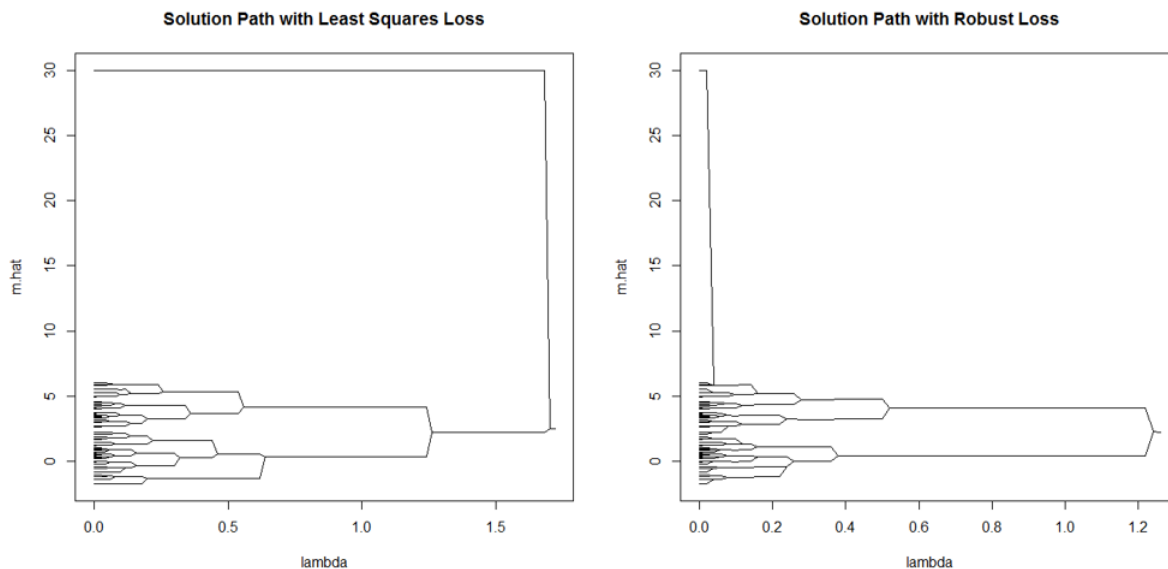 Solution Path with Least Squares Loss
m.hat
30
25
20
15
10
5
0
0.0 0.5 1.0 1.5
lambda
Solution Path with Robust Loss
m.hat
30
25
20
15
10
5
0
0.0 0.2 0.4 0.6 0.8 1.0 1.2
lambda